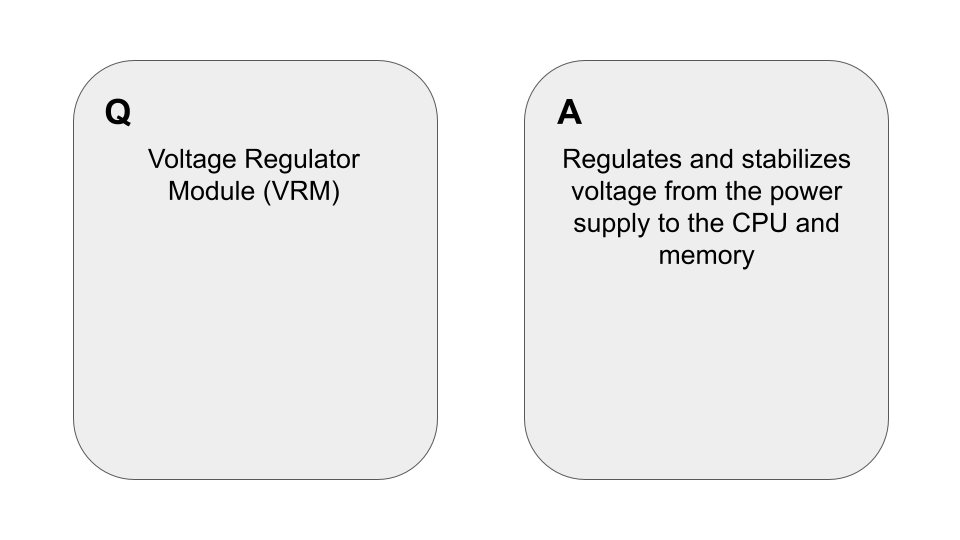 Q
Voltage Regulator
Module (VRM)
A
Regulates and stabilizes
voltage from the power
supply to the CPU and
memory